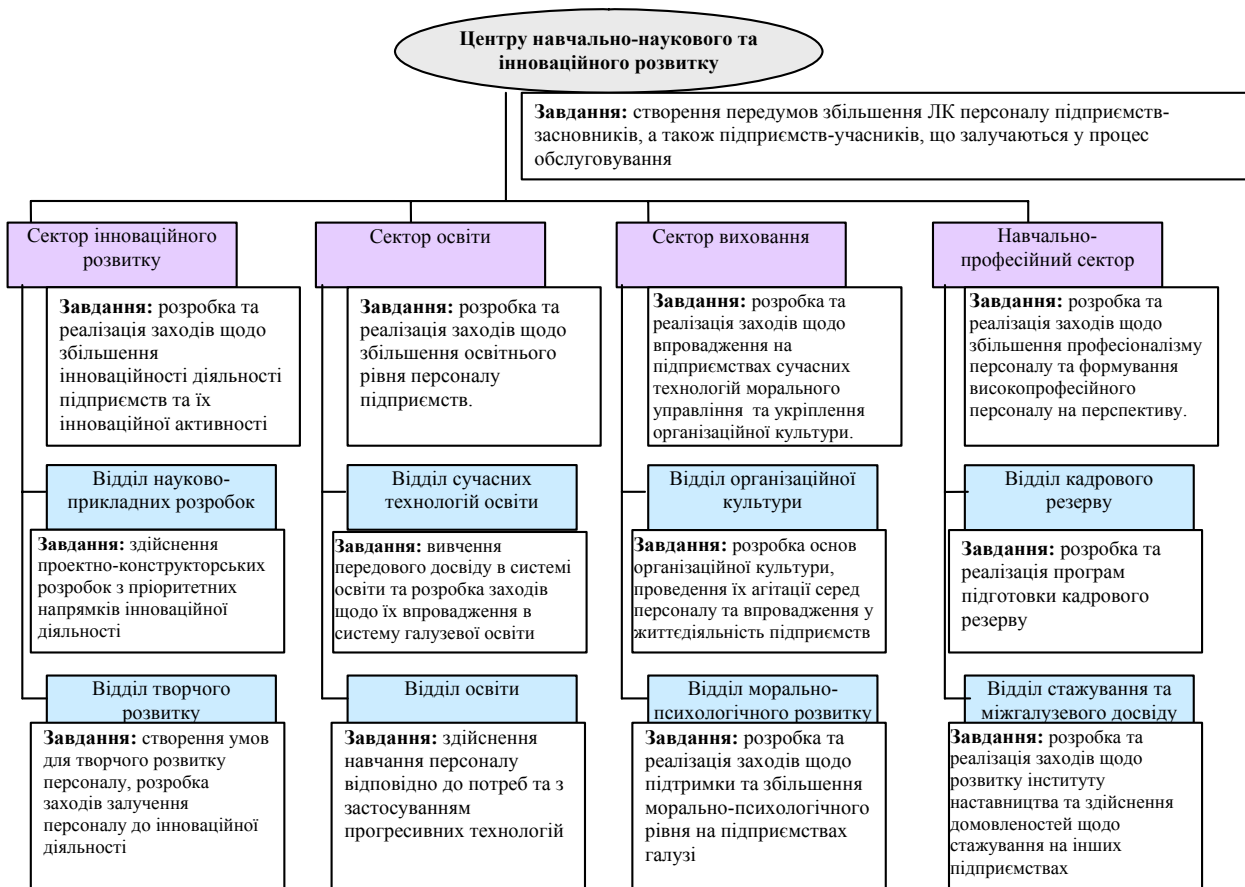 Центру навчально-наукового та
інноваційного розвитку
Завдання: створення передумов збільшення ЛК персоналу підприємств-
засновників, а також підприємств-учасників, що залучаються у процес
обслуговування
Сектор інноваційного
розвитку
Завдання: розробка та
реалізація заходів щодо
збільшення
інноваційності діяльності
підприємств та їх
інноваційної активності
Відділ науково-
прикладних розробок
Завдання: здійснення
проектно-конструкторських
розробок з пріоритетних
напрямків інноваційної
діяльності
Відділ творчого
розвитку
Завдання: створення умов
для творчого розвитку
персоналу, розробка
заходів залучення
персоналу до інноваційної
діяльності
Сектор освіти
Завдання: розробка та
реалізація заходів щодо
збільшення освітнього
рівня персоналу
підприємств.
Відділ сучасних
технологій освіти
Завдання: вивчення
передового досвіду в системі
освіти та розробка заходів
щодо їх впровадження в
систему галузевої освіти
Відділ освіти
Завдання: здійснення
навчання персоналу
відповідно до потреб та з
застосуванням
прогресивних технологій
Сектор виховання
Завдання: розробка та
реалізація заходів щодо
впровадження на
підприємствах сучасних
технологій морального
управління та укріплення
організаційної культури.
Відділ організаційної
культури
Завдання: розробка основ
організаційної культури,
проведення їх агітації серед
персоналу та впровадження у
життєдіяльність підприємств
Відділ морально-
психологічного розвитку
Завдання: розробка та
реалізація заходів щодо
підтримки та збільшення
морально-психологічного
рівня на підприємствах
галузі
Навчально-
професійний сектор
Завдання: розробка та
реалізація заходів щодо
збільшення професіоналізму
персоналу та формування
високопрофесійного
персоналу на перспективу.
Відділ кадрового
резерву
Завдання: розробка та
реалізація програм
підготовки кадрового
резерву
Відділ стажування та
міжгалузевого досвіду
Завдання: розробка та
реалізація заходів щодо
розвитку інституту
наставництва та здійснення
домовленостей щодо
стажування на інших
підприємствах